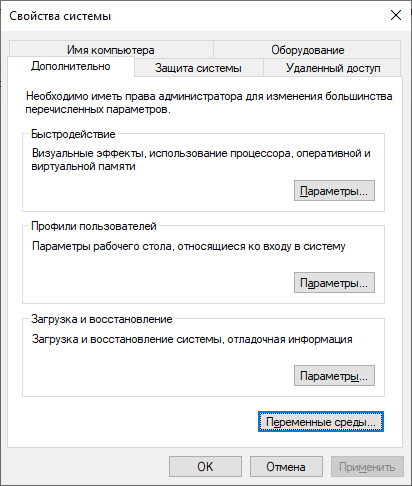 Свойства системы
Имя компьютера
Оборудование
Дополнительно
Защита системы
Удаленный доступ
Необходимо иметь права администратора для изменения большинства
перечисленных параметров.
Быстродействие
Визуальные эффекты, использование процессора, оперативной и
виртуальной памяти
Параметры...
Профили пользователей
Параметры рабочего стола, относящиеся ко входу в систему
Параметры...
Загрузка и восстановление
Загрузка и восстановление системы, отладочная информация
Параметры...
Переменные среды...
OK
Отмена
Применить